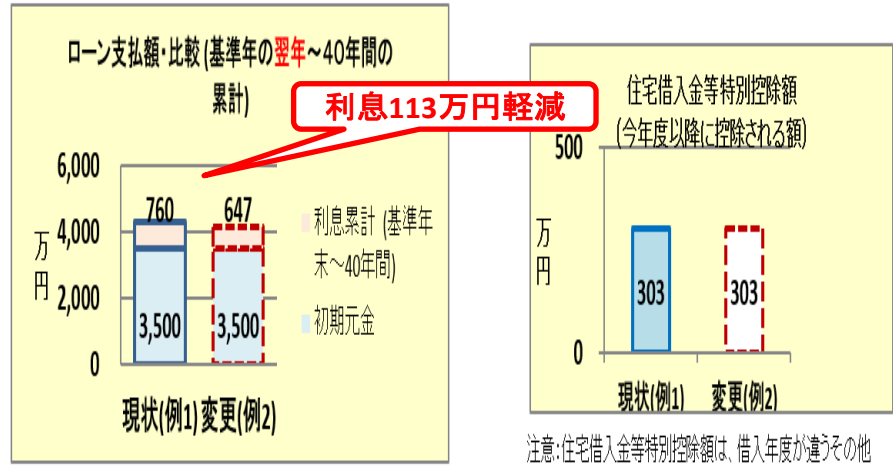 ローン支払額・比較(基準年の翌年～40年間の
累計)
利息113万円軽減
6,000
4,000
2,000
0
万円
760
647
3,500
3,500
現状(例1)
変更(例2)
利息累計 (基準年
末～40年間)
初期元金
住宅借入金等特別控除額
(今年度以降に控除される額)
500
0
万円
303
303
現状(例1)
変更(例2)
注意:住宅借入金等特別控除額は、借入年度が違うその他